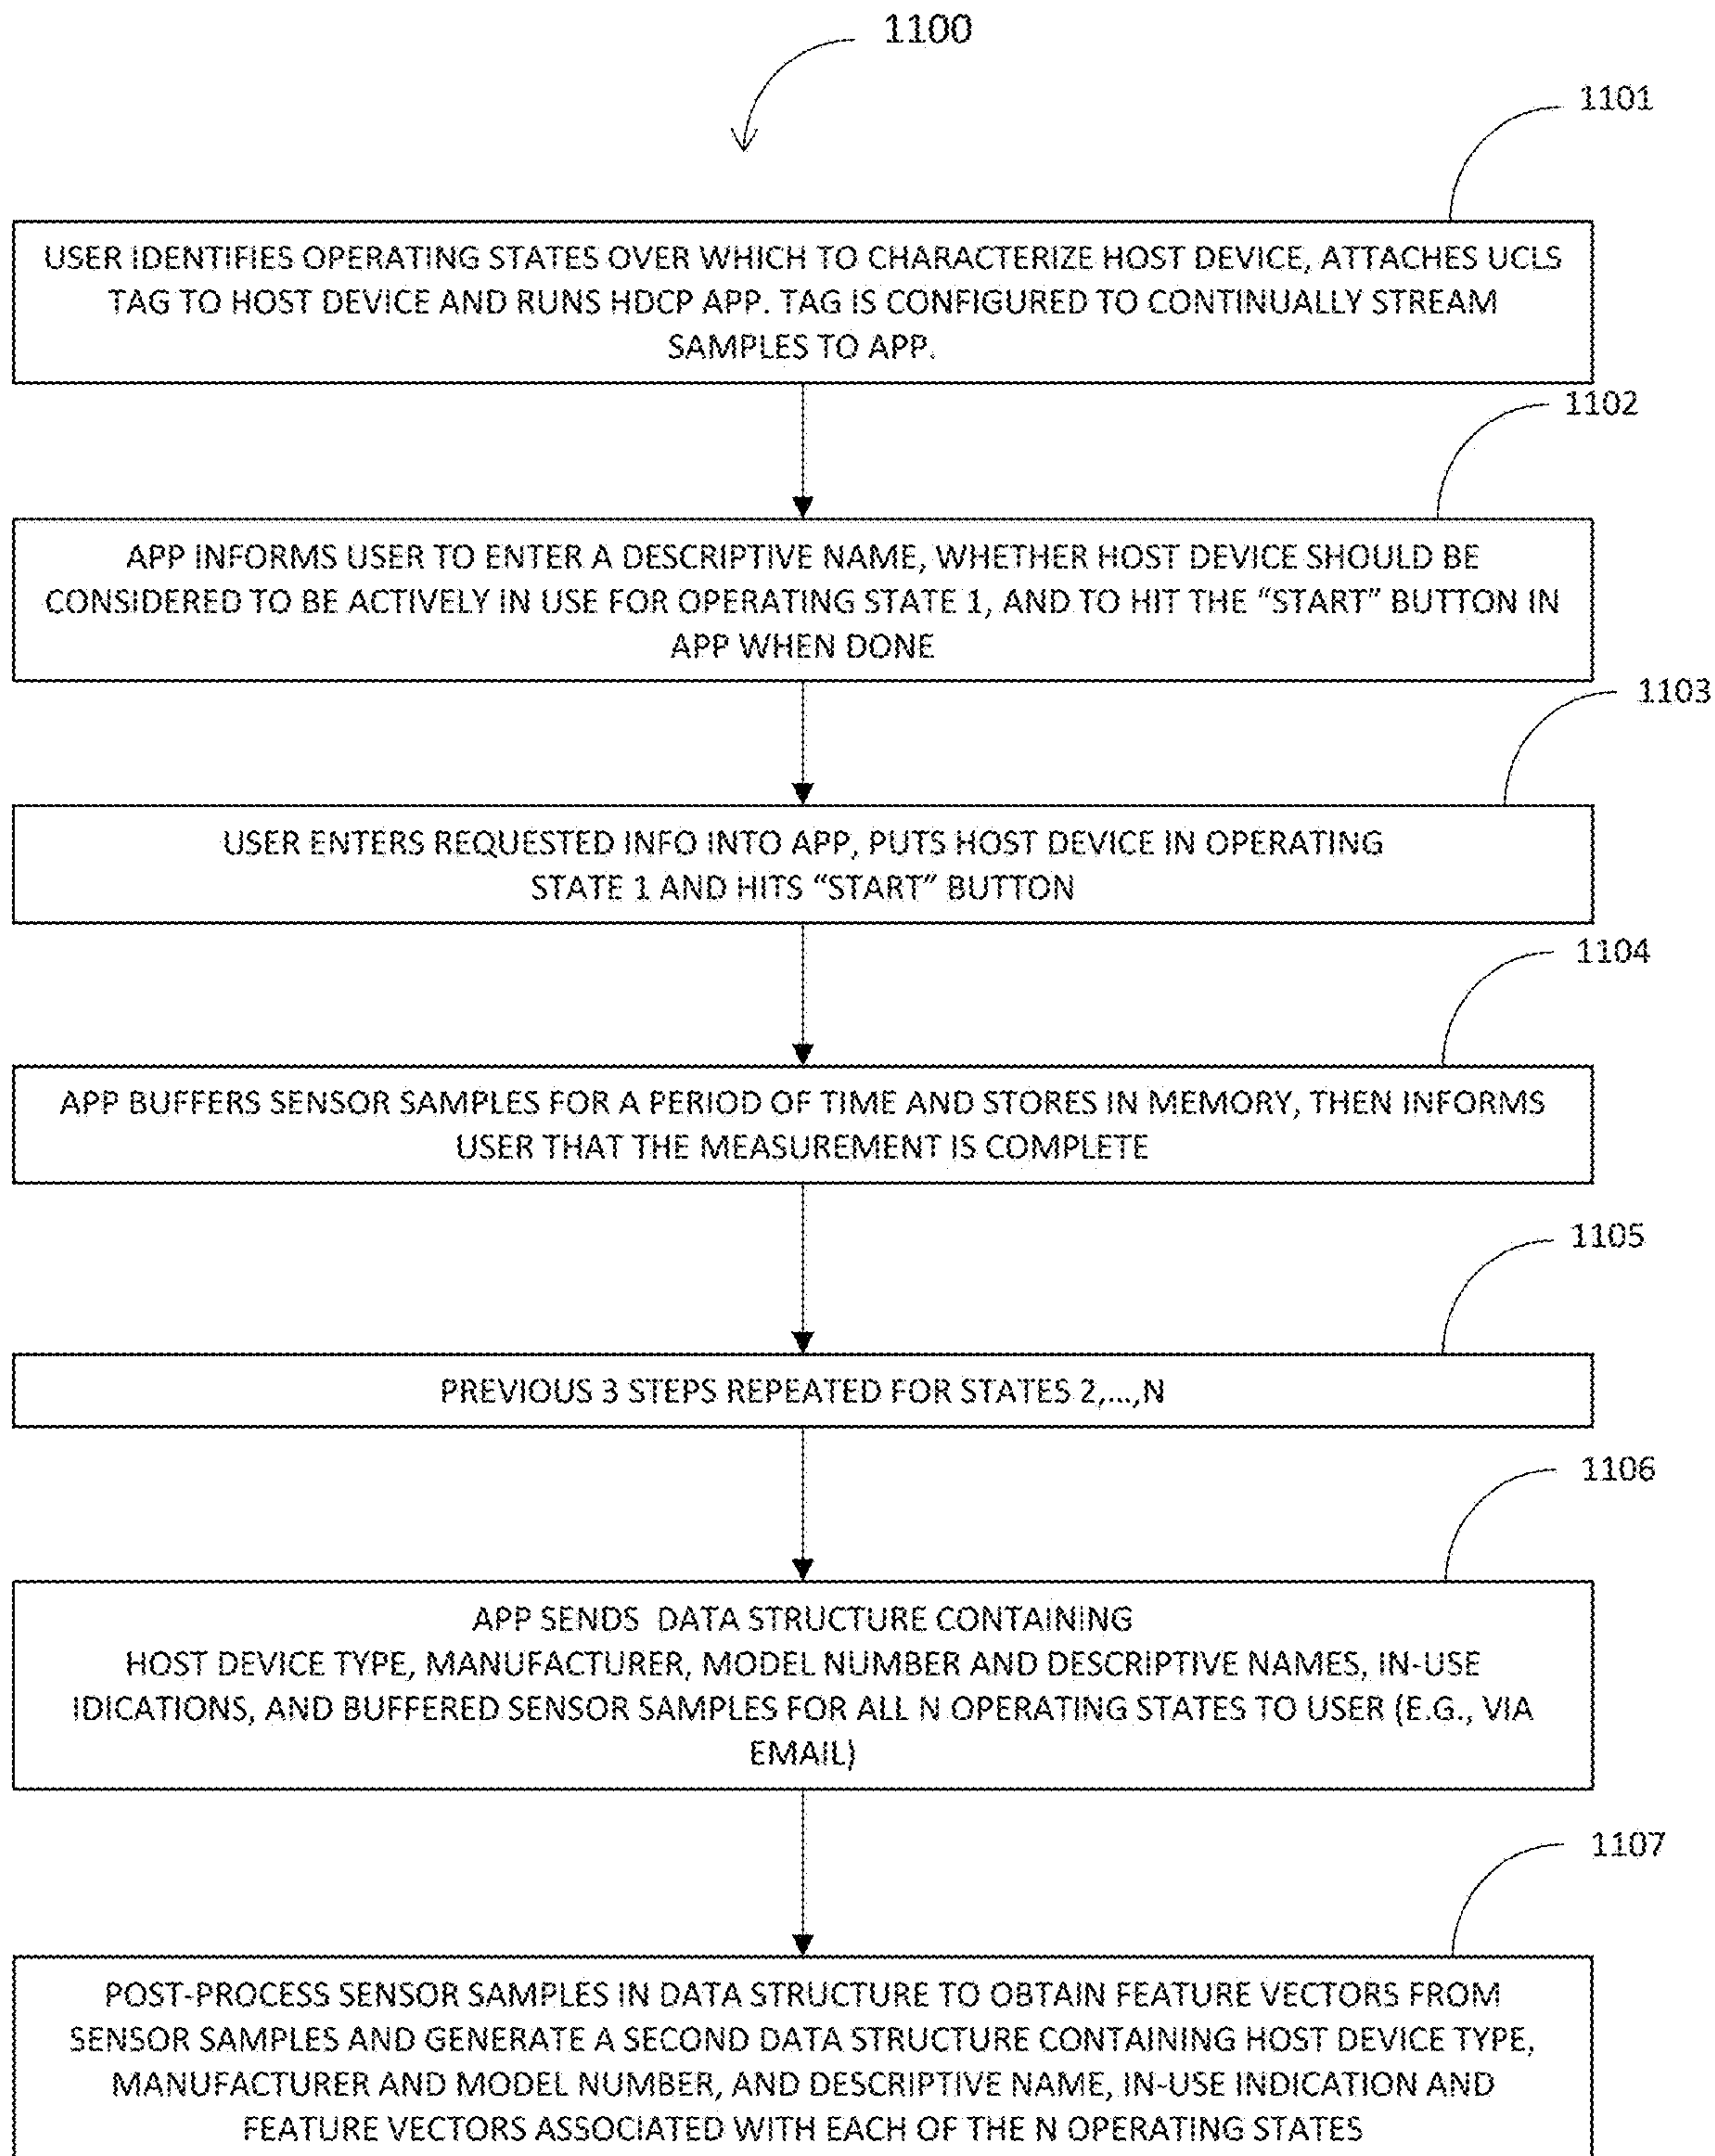 1100
1101
USER IDENTIFIES OPERATING STATES OVER WHICH TO CHARACTERIZE HOST DEVICE, ATTACHES UCLS
TAG TO HOST DEVICE AND RUNS HDCP APP. TAG IS CONFIGURED TO CONTINUALLY STREAM
SAMPLES TO APP.
1102
APP INFORMS USER TO ENTER A DESCRIPTIVE NAME, WHETHER HOST DEVICE SHOULD BE
CONSIDERED TO BE ACTIVELY IN USE FOR OPERATING STATE 1, AND TO HIT THE “START” BUTTON IN
APP WHEN DONE
1103
USER ENTERS REQUESTED INFO INTO APP, PUTS HOST DEVICE IN OPERATING
STATE 1 AND HITS “START” BUTTON
1104
APP BUFFERS SENSOR SAMPLES FOR A PERIOD OF TIME AND STORES IN MEMORY, THEN INFORMS
USER THAT THE MEASUREMENT IS COMPLETE
1105
PREVIOUS 3 STEPS REPEATED FOR STATES 2,...,N
1106
APP SENDS DATA STRUCTURE CONTAINING
HOST DEVICE TYPE, MANUFACTURER, MODEL NUMBER AND DESCRIPTIVE NAMES, IN-USE
IDICATIONS, AND BUFFERED SENSOR SAMPLES FOR ALL N OPERATING STATES TO USER (E.G., VIA
EMAIL)
1107
POST-PROCESS SENSOR SAMPLES IN DATA STRUCTURE TO OBTAIN FEATURE VECTORS FROM
SENSOR SAMPLES AND GENERATE A SECOND DATA STRUCTURE CONTAINING HOST DEVICE TYPE,
MANUFACTURER AND MODEL NUMBER, AND DESCRIPTIVE NAME, IN-USE INDICATION AND
FEATURE VECTORS ASSOCIATED WITH EACH OF THE N OPERATING STATES